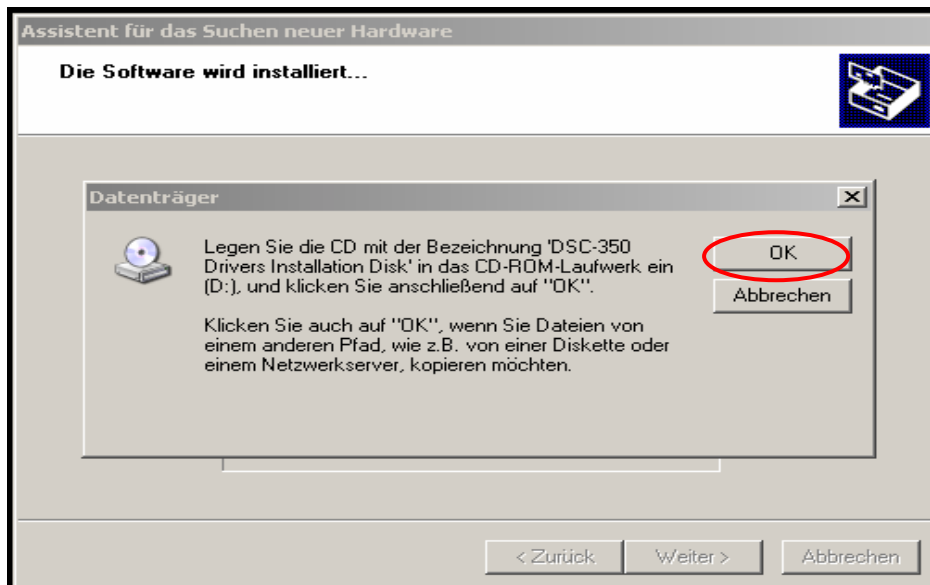 Assistent für das Suchen neuer Hardware
Die Software wird installiert...
Datenträger
Legen Sie die CD mit der Bezeichnung 'DSC-350
Drivers Installation Disk' in das CD-ROM-Laufwerk ein
(D:), und klicken Sie anschließend auf "OK".
Klicken Sie auch auf "OK", wenn Sie Dateien von
einem anderen Pfad, wie z.B. von einer Diskette oder
einem Netzwerkserver, kopieren möchten.
OK
Abbrechen
< Zurück
Weiter >
Abbrechen